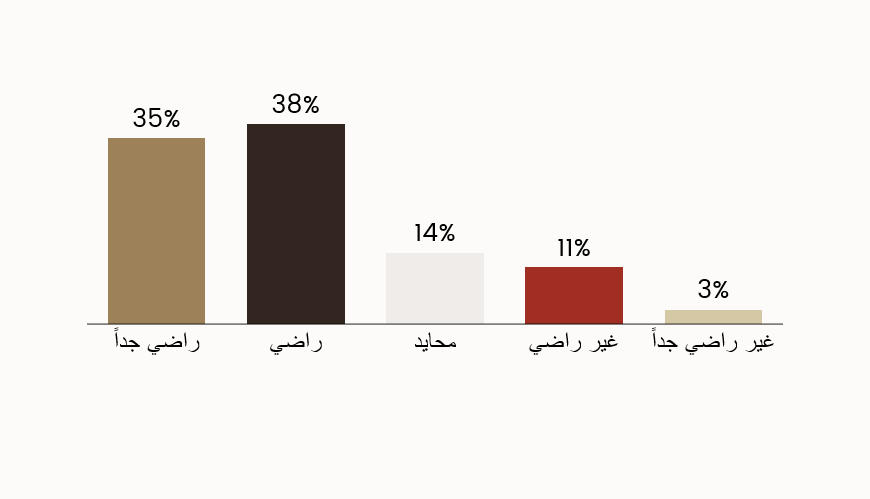 35%
38%
14%
11%
3%
راضي جداً
راضي
محايد
غير راضي
غير راضي جداً